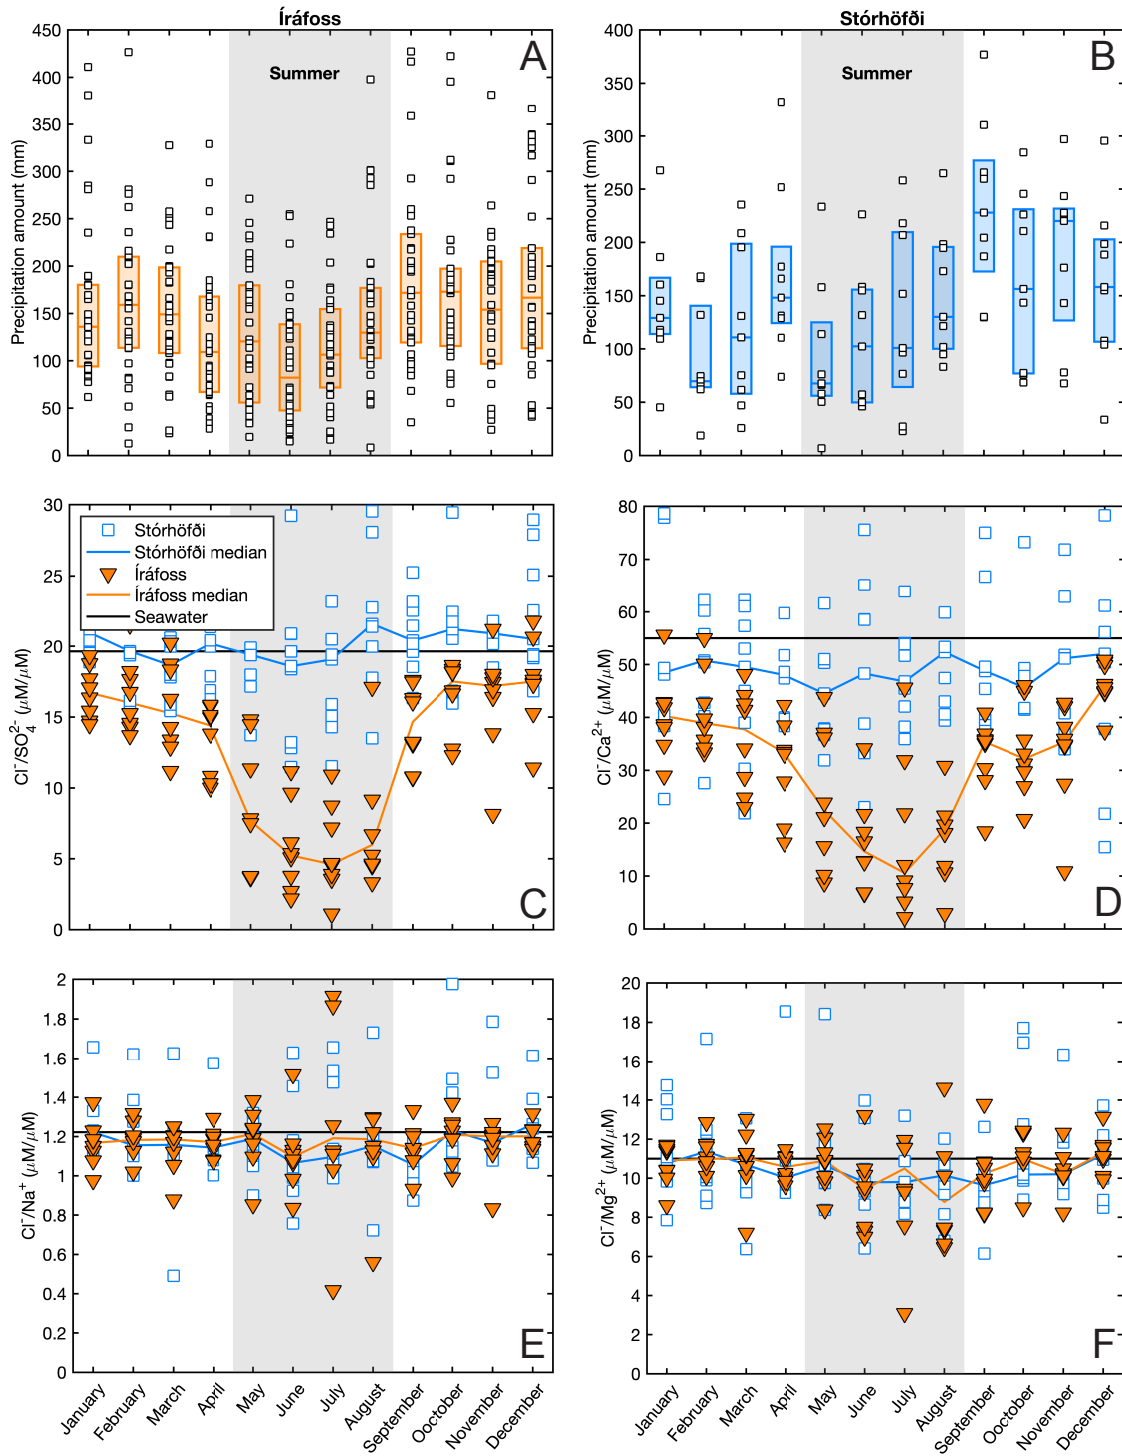 Íráfoss
Stórhöfði
450
400
350
300
250
200
150
100
50
0
Precipitation amount (mm)
Summer
A
400
350
300
250
200
150
100
50
0
Precipitation amount (mm)
Summer
B
30
25
20
15
10
5
0
Cl⁻/SO₄²⁻ (μM/μM)
Stórhöfði
Stórhöfði median
Íráfoss
Íráfoss median
Seawater
C
80
70
60
50
40
30
20
10
0
Cl⁻/Ca²⁺ (μM/μM)
D
2
1.8
1.6
1.4
1.2
1
0.8
0.6
0.4
0.2
0
Cl⁻/Na⁺ (μM/μM)
E
January
February
March
April
May
June
July
August
September
Ooctober
November
December
20
18
16
14
12
10
8
6
4
2
0
Cl⁻/Mg²⁺ (μM/μM)
F
January
February
March
April
May
June
July
August
September
Ooctober
November
December